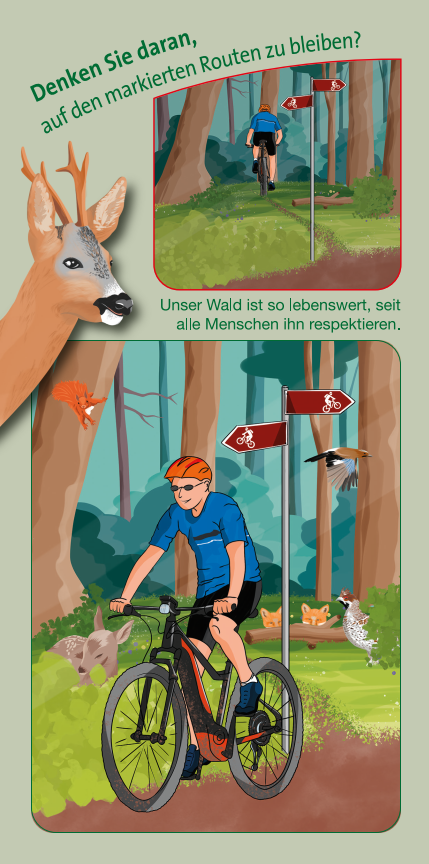 Denken Sie daran,
auf den markierten Routen zu bleiben?
Unser Wald ist so lebenswert, seit
alle Menschen ihn respektieren.